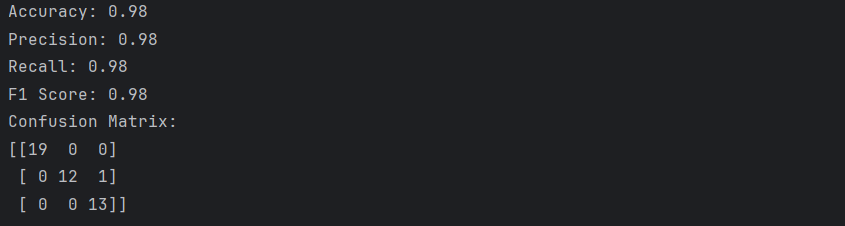 Accuracy: 0.98
Precision: 0.98
Recall: 0.98
F1 Score: 0.98
Confusion Matrix:
[[19  0  0]
 [ 0 12  1]
 [ 0  0 13]]